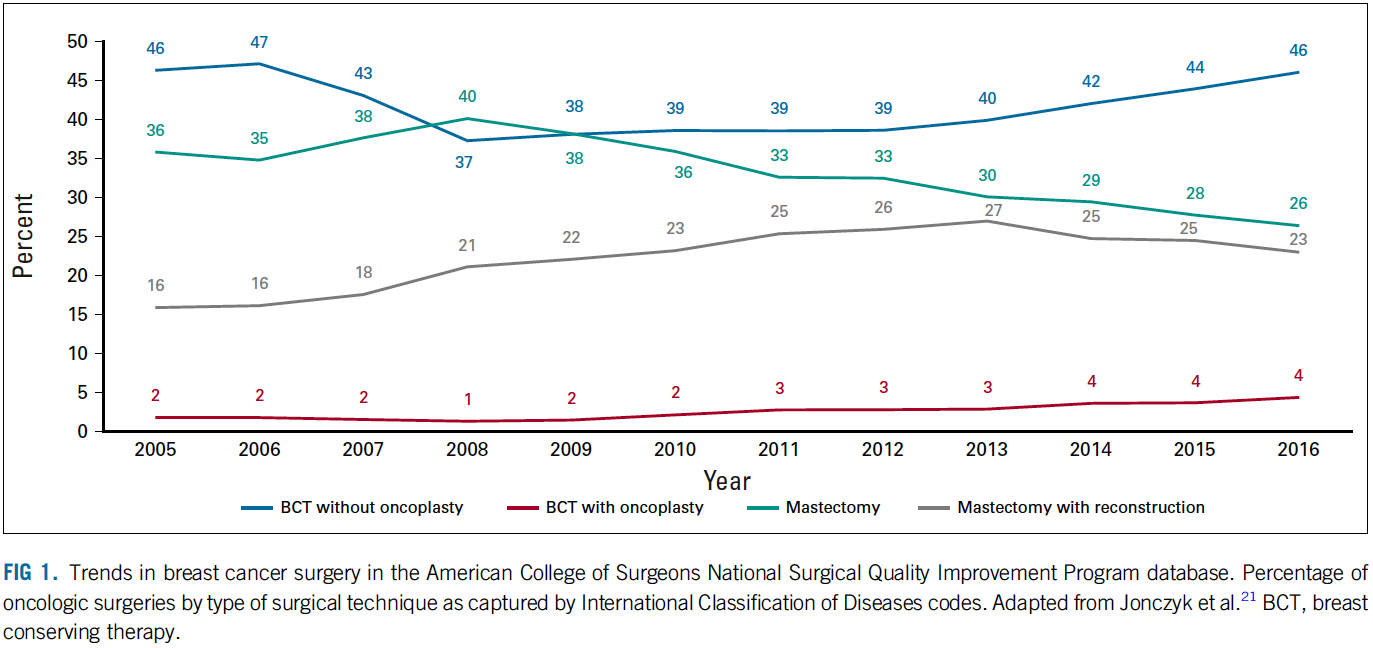 50
45
40
35
30
25
20
15
10
5
0
Percent
46 47 43 37 38 39 39 39 40 42 44 46
36 35 38 40 38 36 33 33 30 29 28 26
16 16 18 21 22 23 25 26 27 25 25 23
2 2 2 1 2 2 3 3 3 4 4 4
2005 2006 2007 2008 2009 2010 2011 2012 2013 2014 2015 2016
Year
BCT without oncoplasty BCT with oncoplasty Mastectomy Mastectomy with reconstruction
FIG 1. Trends in breast cancer surgery in the American College of Surgeons National Surgical Quality Improvement Program database. Percentage of
oncologic surgeries by type of surgical technique as captured by International Classification of Diseases codes. Adapted from Jonczyk et al.21 BCT, breast
conserving therapy.